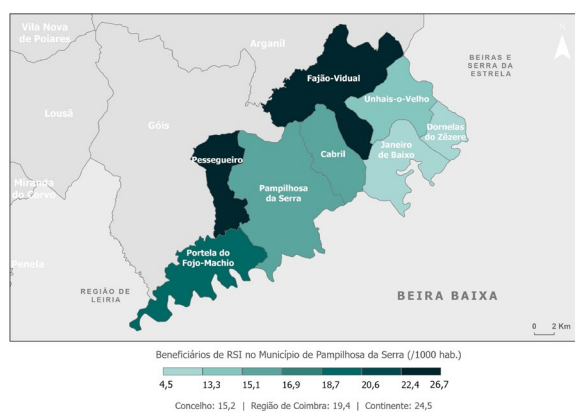 Vila Nova
de Poiares
Arganil
N
BEIRAS E
SERRA DA
ESTRELA
Fajão-Vidual
Lousã
Unhais-o-Velho
Góis
Dornelas
do Zêzere
Janeiro
de Baixo
Cabril
Pessegueiro
Miranda
do Corvo
Pampilhosa
da Serra
Portela do
Fojo-Machio
Penela
REGIÃO DE
LEIRIA
BEIRA BAIXA
0 2 Km
Beneficiários de RSI no Município de Pampilhosa da Serra (/1000 hab.)
4,5 13,3 15,1 16,9 18,7 20,6 22,4 26,7
Concelho: 15,2 | Região de Coimbra: 19,4 | Continente: 24,5